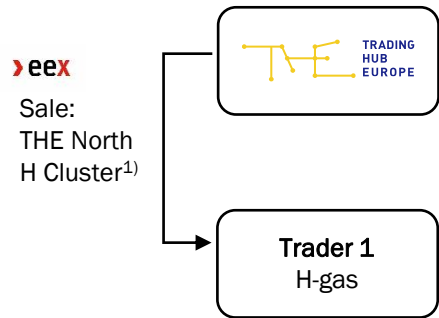 eex
Sale:
THE North
H Cluster1)
TRADING
HUB
EUROPE
Trader 1
H-gas